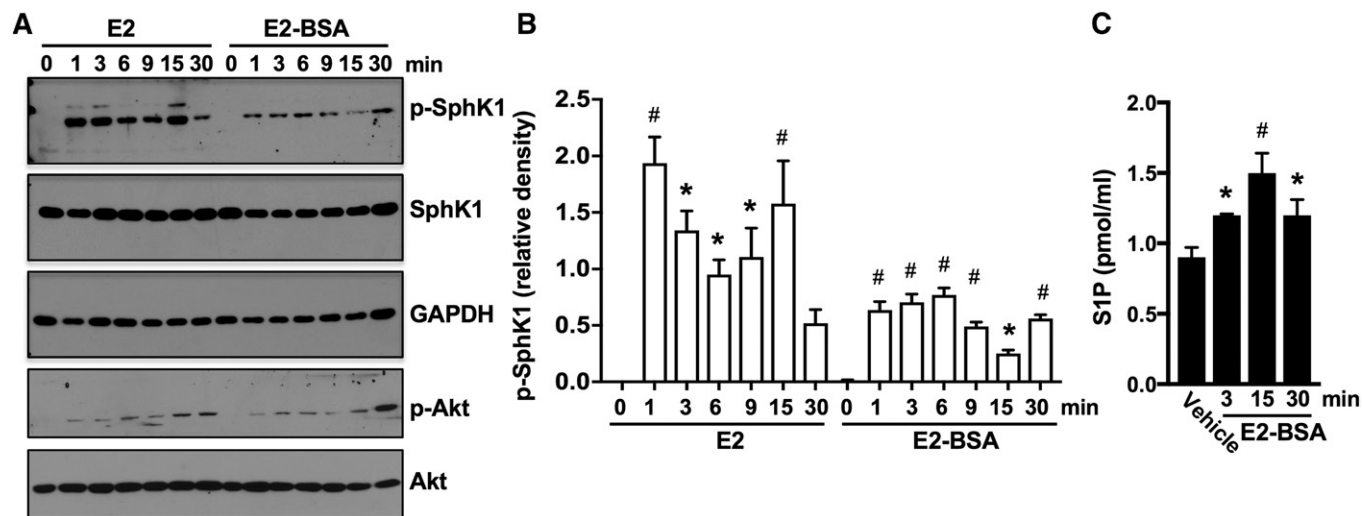 A
E2 E2-BSA
0 1 3 6 9 15 30 0 1 3 6 9 15 30 min
p-SphK1
SphK1
GAPDH
p-Akt
Akt
B
p-SphK1 (relative density)
2.5
2.0
1.5
1.0
0.5
0.0
# * * * # # # # # * #
0 1 3 6 9 15 30 0 1 3 6 9 15 30 min
E2 E2-BSA
C
S1P (pmol/ml)
2.0
1.5
1.0
0.5
0.0
* # *
Vehicle 3 15 30 min
E2-BSA